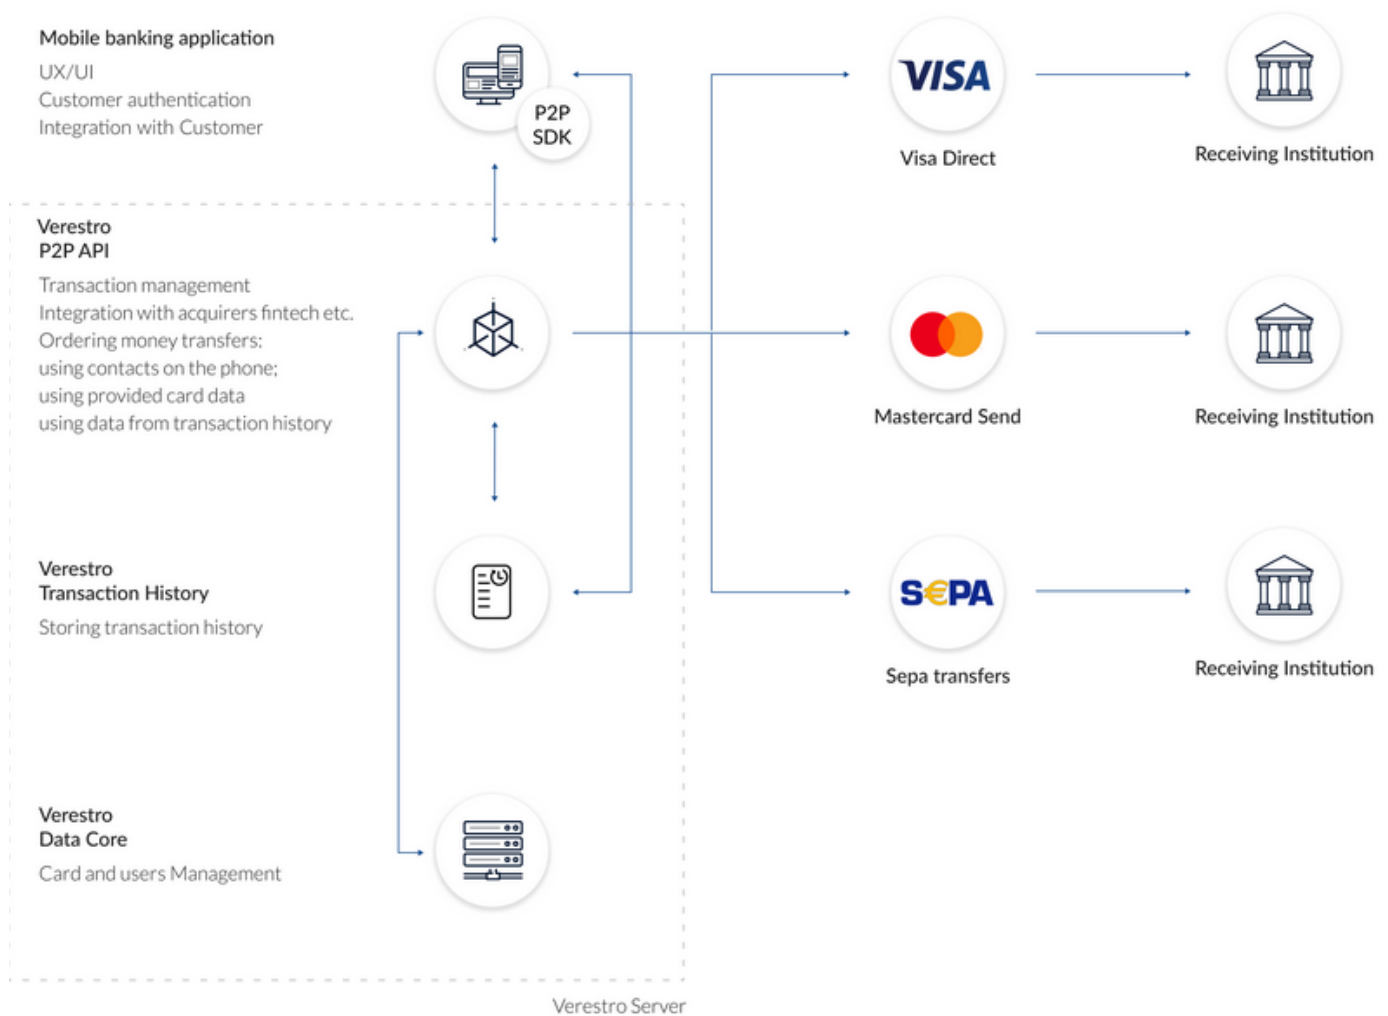 Mobile banking application
UX/UI
Customer authentication
Integration with Customer
P2P
SDK
VISA
Visa Direct
Receiving Institution
Verestro
P2P API
Transaction management
Integration with acquirers fintech etc.
Ordering money transfers:
using contacts on the phone;
using provided card data
using data from transaction history
Mastercard Send
Receiving Institution
Verestro
Transaction History
Storing transaction history
S€PA
Sepa transfers
Receiving Institution
Verestro
Data Core
Card and users Management
Verestro Server